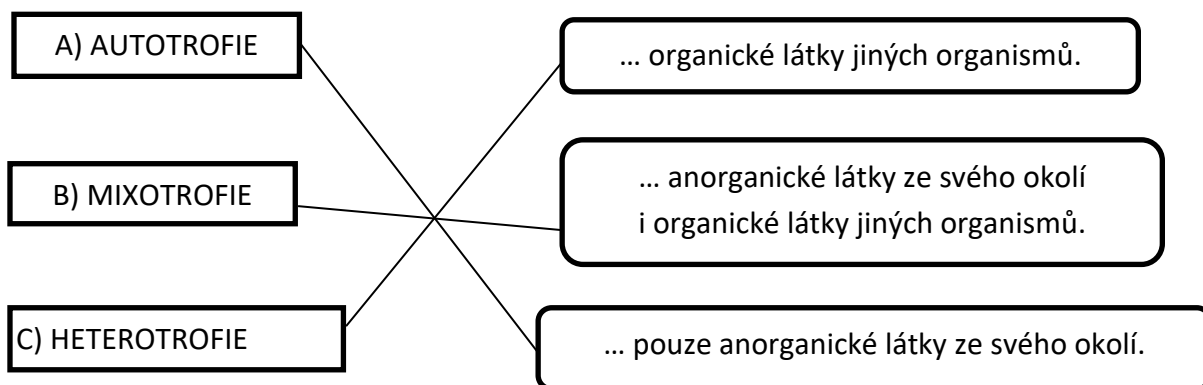 A) AUTOTROFIE
… organické látky jiných organismů.
B) MIXOTROFIE
… anorganické látky ze svého okolí
i organické látky jiných organismů.
C) HETEROTROFIE
… pouze anorganické látky ze svého okolí.